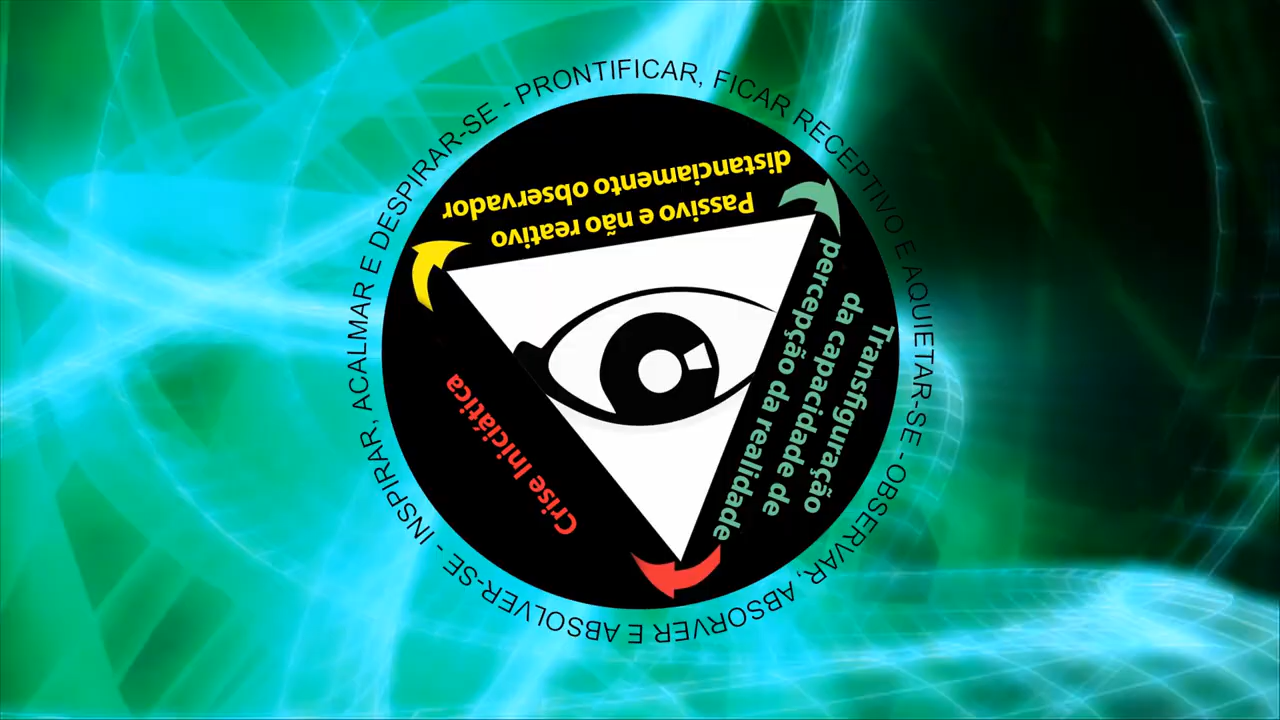 PRONTIFICAR, FICAR RECEPTIVO E AQUIETAR-SE - OBSERVAR, ABSORVER E ABSOLVER-SE - INSPIRAR, ACALMAR E DESPIRAR-SE -
Passivo e não reativo
distanciamento observador
Transfiguração
da capacidade de
percepção da realidade
Crise Iniciática